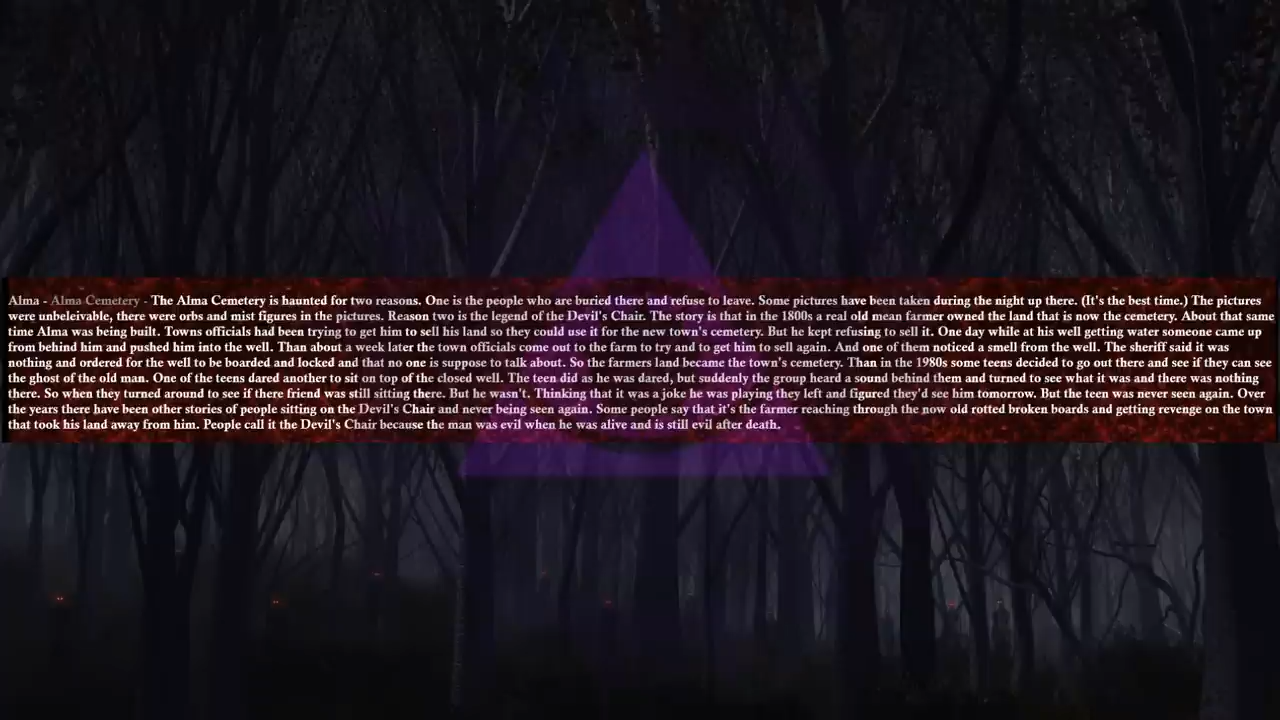 Alma - Alma Cemetery - The Alma Cemetery is haunted for two reasons. One is the people who are buried there and refuse to leave. Some pictures have been taken during the night up there. (It's the best time.) The pictures
were unbeleivable, there were orbs and mist figures in the pictures. Reason two is the legend of the Devil's Chair. The story is that in the 1800s a real old mean farmer owned the land that is now the cemetery. About that same
time Alma was being built. Towns officials had been trying to get him to sell his land so they could use it for the new town's cemetery. But he kept refusing to sell it. One day while at his well getting water someone came up
from behind him and pushed him into the well. Than about a week later the town officials come out to the farm to try and to get him to sell again. And one of them noticed a smell from the well. The sheriff said it was
nothing and ordered for the well to be boarded and locked and that no one is suppose to talk about. So the farmers land became the town's cemetery. Than in the 1980s some teens decided to go out there and see if they can see
the ghost of the old man. One of the teens dared another to sit on top of the closed well. The teen did as he was dared, but suddenly the group heard a sound behind them and turned to see what it was and there was nothing
there. So when they turned around to see if there friend was still sitting there. But he wasn't. Thinking that it was a joke he was playing they left and figured they'd see him tomorrow. But the teen was never seen again. Over
the years there have been other stories of people sitting on the Devil's Chair and never being seen again. Some people say that it's the farmer reaching through the now old rotted broken boards and getting revenge on the town
that took his land away from him. People call it the Devil's Chair because the man was evil when he was alive and is still evil after death.